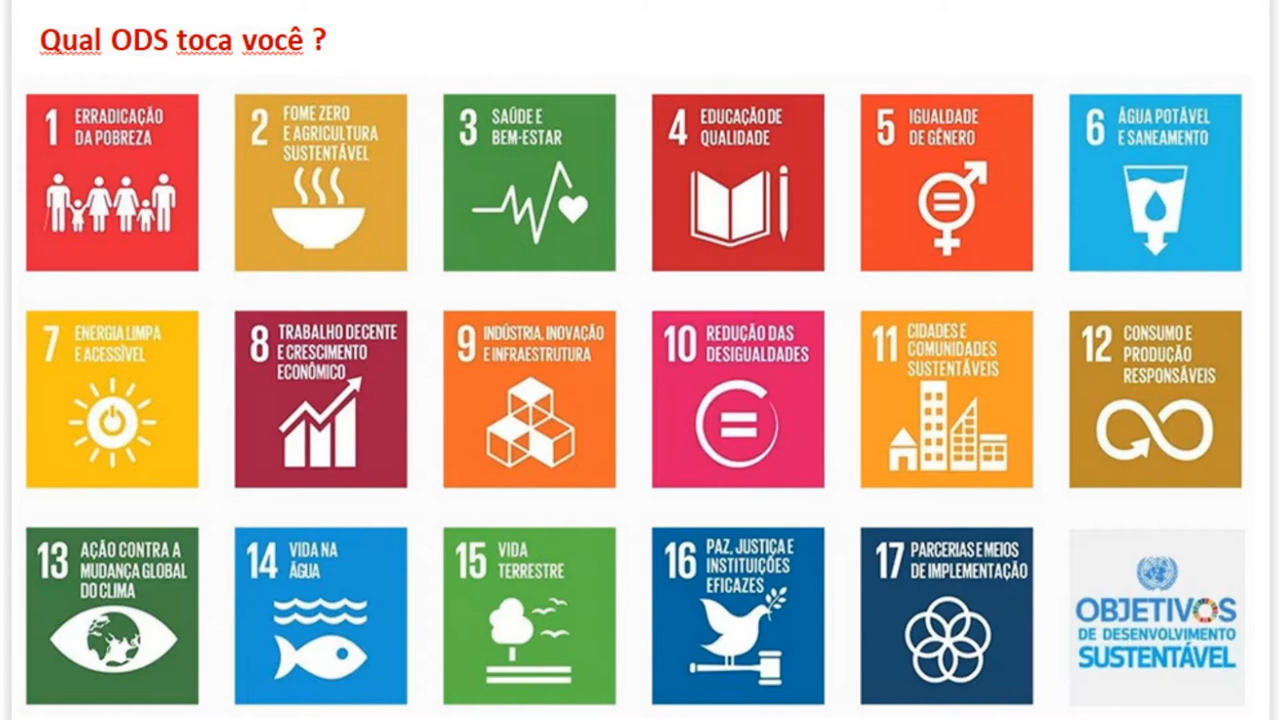 Qual ODS toca você ?
1 ERRADICAÇÃO
DA POBREZA
2 FOME ZERO
E AGRICULTURA
SUSTENTÁVEL
3 SAÚDE E
BEM-ESTAR
4 EDUCAÇÃO DE
QUALIDADE
5 IGUALDADE
DE GÊNERO
6 ÁGUA POTÁVEL
E SANEAMENTO
7 ENERGIA LIMPA
E ACESSÍVEL
8 TRABALHO DECENTE
E CRESCIMENTO
ECONÔMICO
9 INDÚSTRIA, INOVAÇÃO
E INFRAESTRUTURA
10 REDUÇÃO DAS
DESIGUALDADES
11 CIDADES E
COMUNIDADES
SUSTENTÁVEIS
12 CONSUMO E
PRODUÇÃO
RESPONSÁVEIS
13 AÇÃO CONTRA A
MUDANÇA GLOBAL
DO CLIMA
14 VIDA NA
ÁGUA
15 VIDA
TERRESTRE
16 PAZ, JUSTIÇA E
INSTITUIÇÕES
EFICAZES
17 PARCERIAS E MEIOS
DE IMPLEMENTAÇÃO
OBJETIVOS
DE DESENVOLVIMENTO
SUSTENTÁVEL